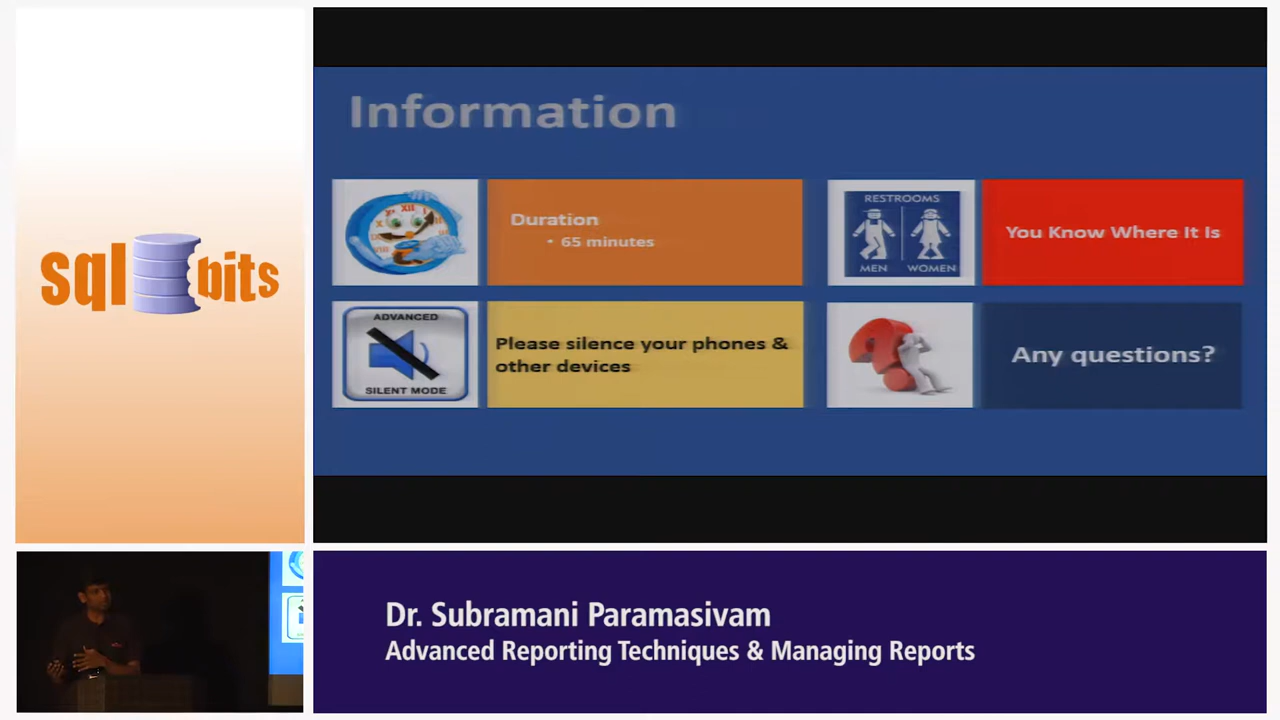 sql bits
Information
Duration
• 65 minutes
RESTROOMS
MEN WOMEN
You Know Where It Is
ADVANCED
SILENT MODE
Please silence your phones &
other devices
Any questions?
Dr. Subramani Paramasivam
Advanced Reporting Techniques & Managing Reports